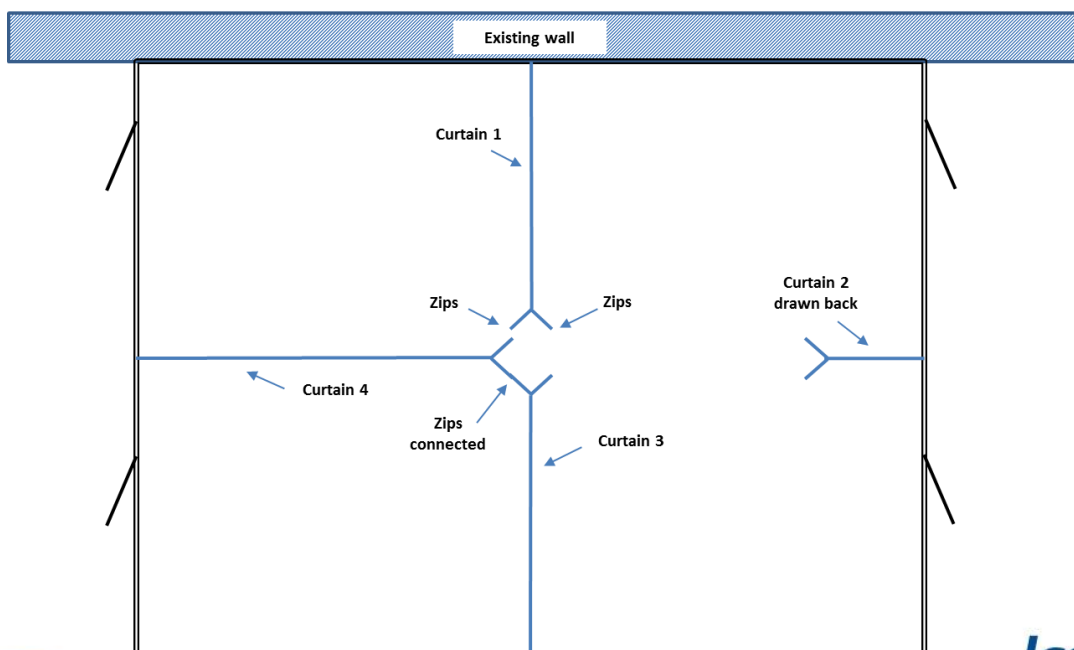 Existing wall
Curtain 1
Curtain 2
drawn back
Zips
Zips
Curtain 4
Zips
connected
Curtain 3